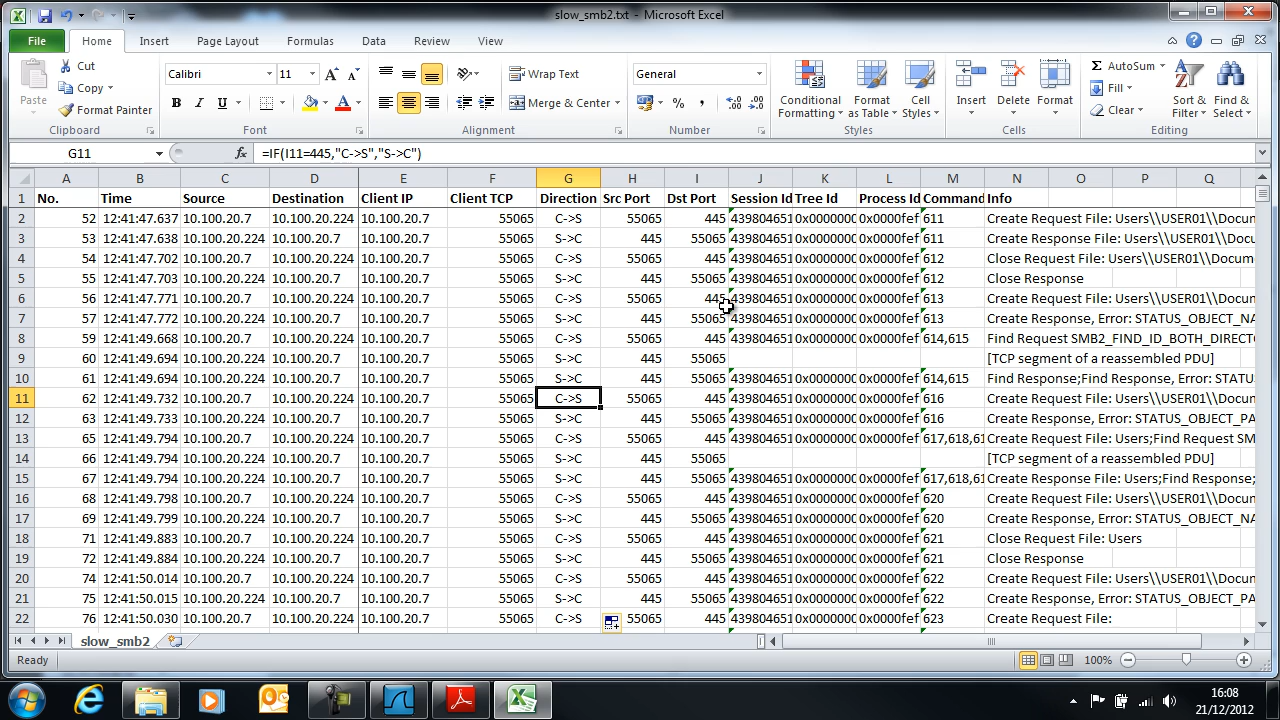 slow_smb2.txt - Microsoft Excel
File Home Insert Page Layout Formulas Data Review View
Paste Cut Copy Format Painter Clipboard
Calibri 11 B I U A Font
Wrap Text Merge & Center Alignment
General % , Number
Conditional Formatting Format as Table Cell Styles Styles
Insert Delete Format Cells
Σ AutoSum Fill Clear Sort & Filter Find & Select Editing
G11 fx =IF(I11=445,"C->S","S->C")
A B C D E F G H I J K L M N O P Q
1 No. Time Source Destination Client IP Client TCP Direction Src Port Dst Port Session Id Tree Id Process Id Command Info
2 52 12:41:47.637 10.100.20.7 10.100.20.224 10.100.20.7 55065 C->S 55065 445 439804651 0x0000000 0x0000fef 611 Create Request File: Users\\USER01\\Docu
3 53 12:41:47.638 10.100.20.224 10.100.20.7 10.100.20.7 55065 S->C 445 55065 439804651 0x0000000 0x0000fef 611 Create Response File: Users\\USER01\\Doc
4 54 12:41:47.702 10.100.20.7 10.100.20.224 10.100.20.7 55065 C->S 55065 445 439804651 0x0000000 0x0000fef 612 Close Request File: Users\\USER01\\Docume
5 55 12:41:47.703 10.100.20.224 10.100.20.7 10.100.20.7 55065 S->C 445 55065 439804651 0x0000000 0x0000fef 612 Close Response
6 56 12:41:47.771 10.100.20.7 10.100.20.224 10.100.20.7 55065 C->S 55065 445 439804651 0x0000000 0x0000fef 613 Create Request File: Users\\USER01\\Docu
7 57 12:41:47.772 10.100.20.224 10.100.20.7 10.100.20.7 55065 S->C 445 55065 439804651 0x0000000 0x0000fef 613 Create Response, Error: STATUS_OBJECT_NA
8 59 12:41:49.668 10.100.20.7 10.100.20.224 10.100.20.7 55065 C->S 55065 445 439804651 0x0000000 0x0000fef 614,615 Find Request SMB2_FIND_ID_BOTH_DIRECT
9 60 12:41:49.694 10.100.20.224 10.100.20.7 10.100.20.7 55065 S->C 445 55065 [TCP segment of a reassembled PDU]
10 61 12:41:49.694 10.100.20.224 10.100.20.7 10.100.20.7 55065 S->C 445 55065 439804651 0x0000000 0x0000fef 614,615 Find Response;Find Response, Error: STATUS
11 62 12:41:49.732 10.100.20.7 10.100.20.224 10.100.20.7 55065 C->S 55065 445 439804651 0x0000000 0x0000fef 616 Create Request File: Users\\USER01\\Docu
12 63 12:41:49.733 10.100.20.224 10.100.20.7 10.100.20.7 55065 S->C 445 55065 439804651 0x0000000 0x0000fef 616 Create Response, Error: STATUS_OBJECT_PA
13 65 12:41:49.794 10.100.20.7 10.100.20.224 10.100.20.7 55065 C->S 55065 445 439804651 0x0000000 0x0000fef 617,618,61 Create Request File: Users;Find Request SM
14 66 12:41:49.794 10.100.20.224 10.100.20.7 10.100.20.7 55065 S->C 445 55065 [TCP segment of a reassembled PDU]
15 67 12:41:49.794 10.100.20.224 10.100.20.7 10.100.20.7 55065 S->C 445 55065 439804651 0x0000000 0x0000fef 617,618,61 Create Response File: Users;Find Response;
16 68 12:41:49.798 10.100.20.7 10.100.20.224 10.100.20.7 55065 C->S 55065 445 439804651 0x0000000 0x0000fef 620 Create Request File: Users\\USER01\\Docu
17 69 12:41:49.799 10.100.20.224 10.100.20.7 10.100.20.7 55065 S->C 445 55065 439804651 0x0000000 0x0000fef 620 Create Response, Error: STATUS_OBJECT_NA
18 71 12:41:49.883 10.100.20.7 10.100.20.224 10.100.20.7 55065 C->S 55065 445 439804651 0x0000000 0x0000fef 621 Close Request File: Users
19 72 12:41:49.884 10.100.20.224 10.100.20.7 10.100.20.7 55065 S->C 445 55065 439804651 0x0000000 0x0000fef 621 Close Response
20 74 12:41:50.014 10.100.20.7 10.100.20.224 10.100.20.7 55065 C->S 55065 445 439804651 0x0000000 0x0000fef 622 Create Request File: Users\\USER01\\Docu
21 75 12:41:50.015 10.100.20.224 10.100.20.7 10.100.20.7 55065 S->C 445 55065 439804651 0x0000000 0x0000fef 622 Create Response, Error: STATUS_OBJECT_PA
22 76 12:41:50.030 10.100.20.7 10.100.20.224 10.100.20.7 55065 C->S 55065 445 439804651 0x0000000 0x0000fef 623 Create Request File:
slow_smb2
Ready 100%
16:08
21/12/2012